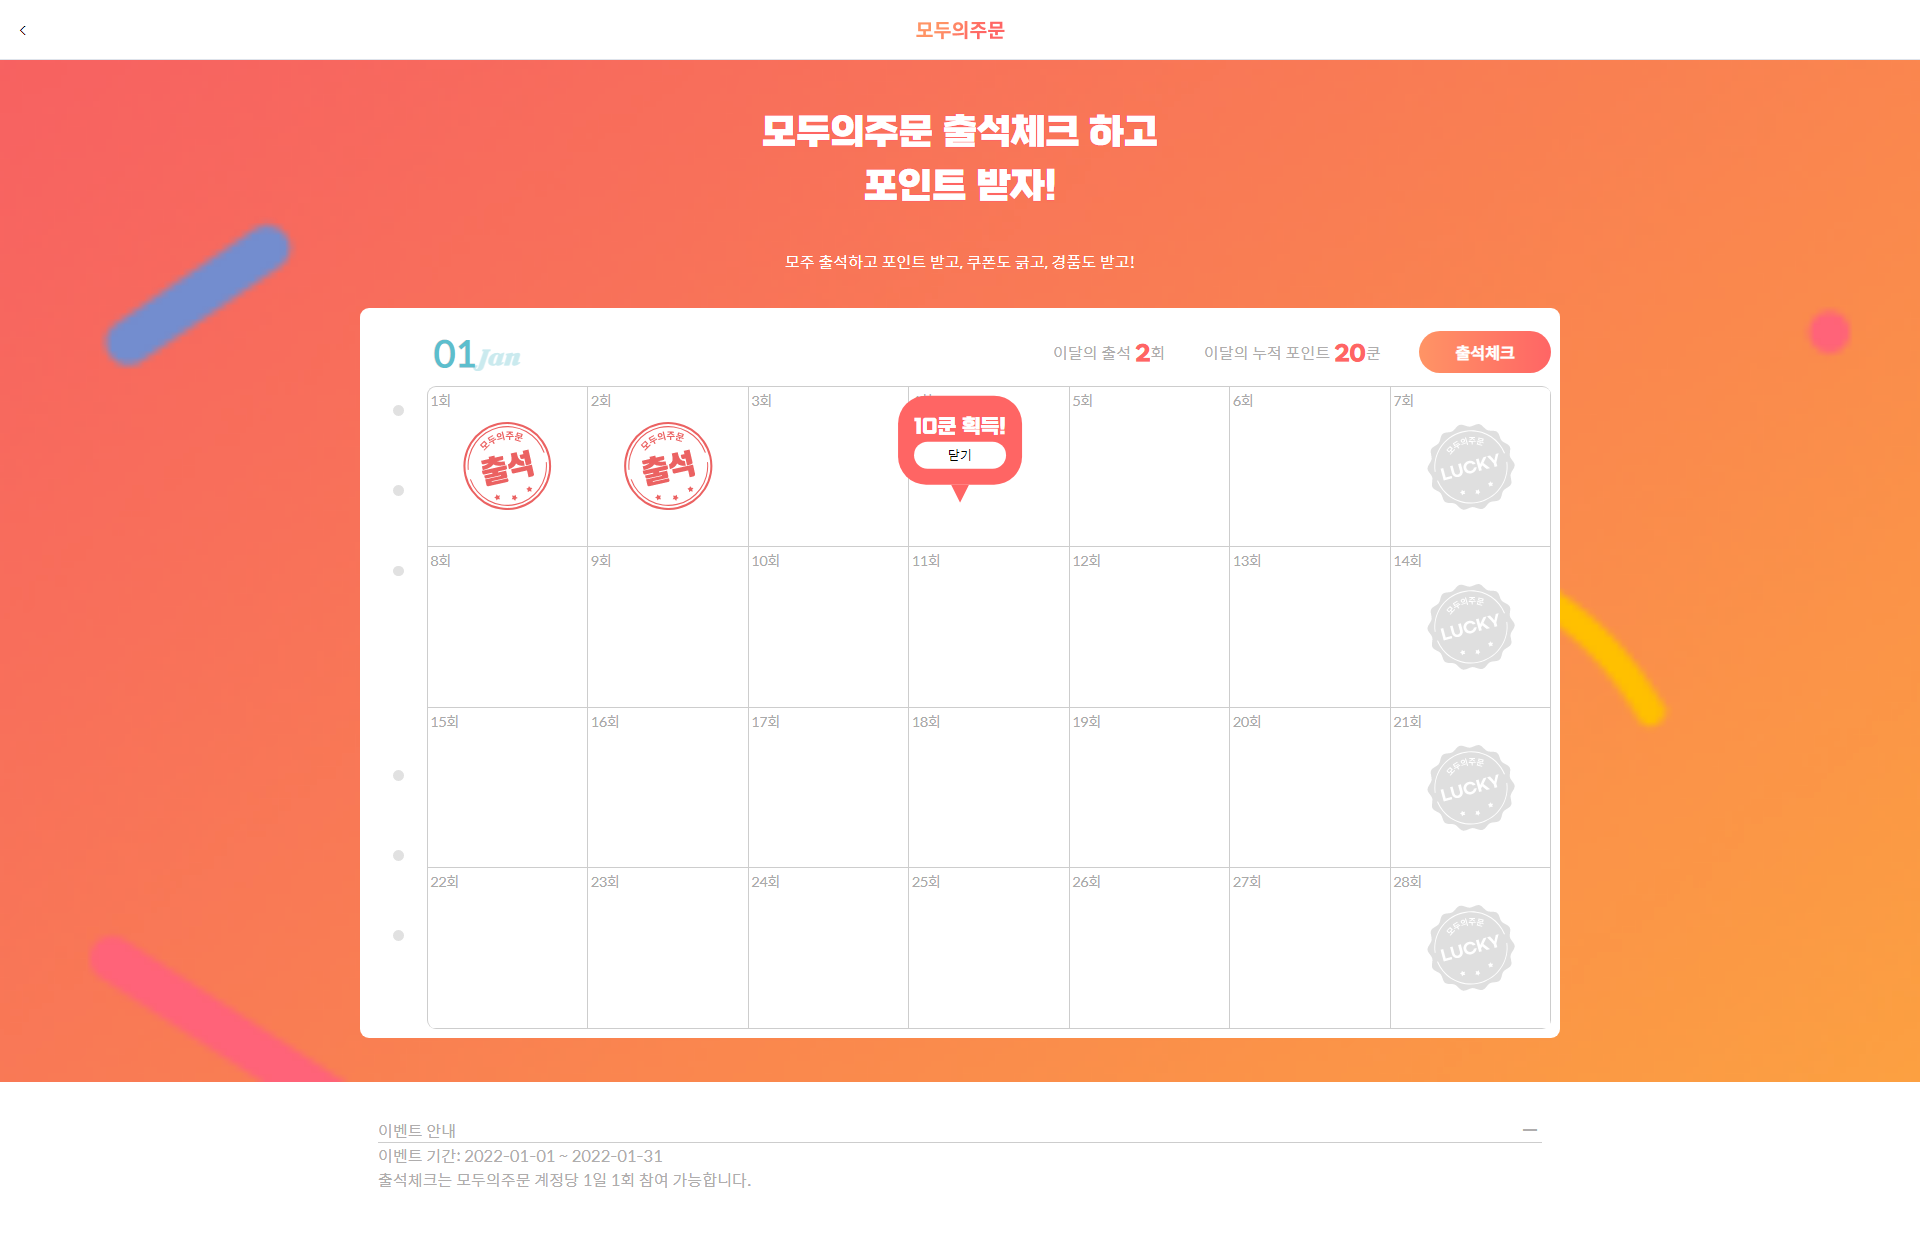 모두의주문
모두의주문 출석체크 하고
포인트 받자!
모주 출석하고 포인트 받고, 쿠폰도 긁고, 경품도 받고!
01 Jan
이달의 출석 2회
이달의 누적 포인트 20쿤
출석체크
1회
모두의주문
출석
2회
모두의주문
출석
3회
10쿤 획득!
닫기
5회
6회
7회
모두의주문
LUCKY
8회
9회
10회
11회
12회
13회
14회
모두의주문
LUCKY
15회
16회
17회
18회
19회
20회
21회
모두의주문
LUCKY
22회
23회
24회
25회
26회
27회
28회
모두의주문
LUCKY
이벤트 안내
이벤트 기간: 2022-01-01 ~ 2022-01-31
출석체크는 모두의주문 계정당 1일 1회 참여 가능합니다.